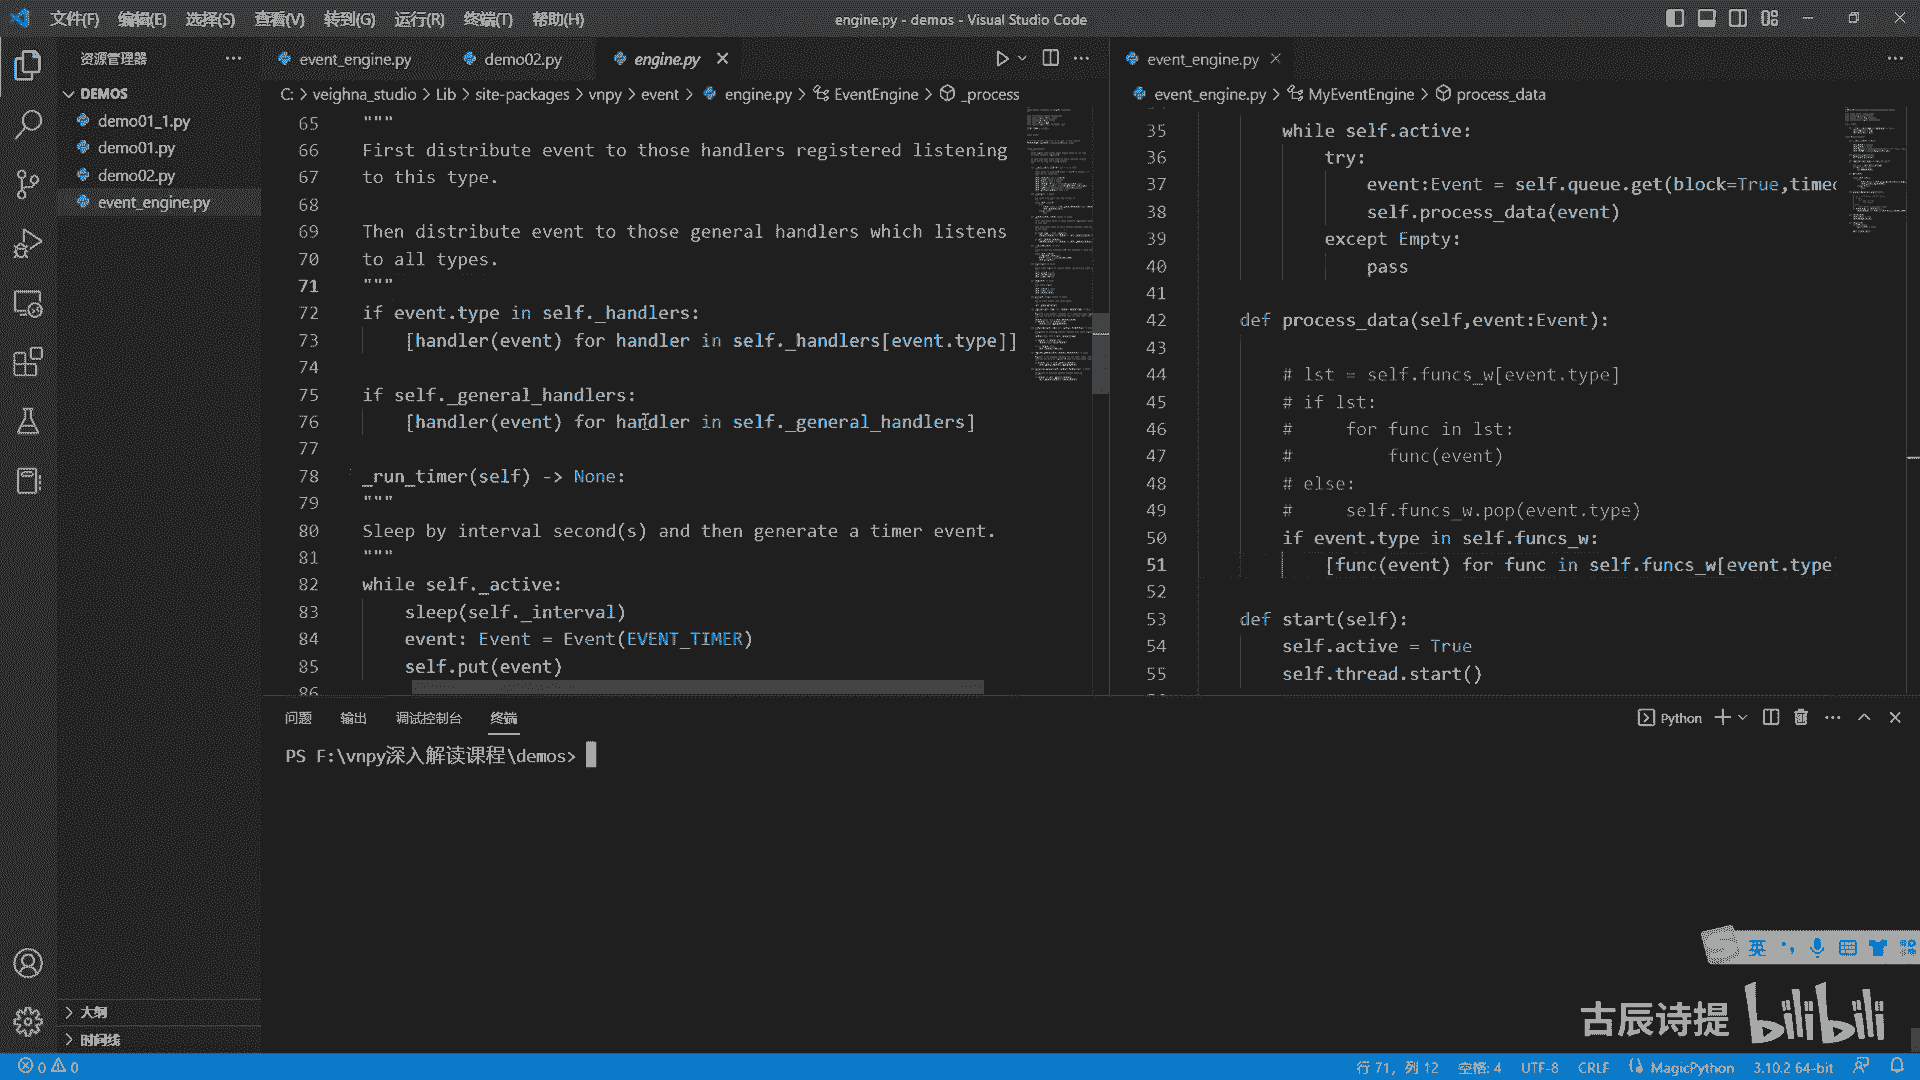 文件(F) 编辑(E) 选择(S) 查看(V) 转到(G) 运行(R) 终端(T) 帮助(H)
engine.py - demos - Visual Studio Code
资源管理器
DEMOS
demo01_1.py
demo01.py
demo02.py
event_engine.py
大纲
时间线
event_engine.py demo02.py engine.py
C: > veighna_studio > Lib > site-packages > vnpy > event > engine.py > EventEngine > _process
65 """
66 First distribute event to those handlers registered listening
67 to this type.
68
69 Then distribute event to those general handlers which listens
70 to all types.
71 """
72 if event.type in self._handlers:
73 [handler(event) for handler in self._handlers[event.type]]
74
75 if self._general_handlers:
76 [handler(event) for handler in self._general_handlers]
77
78 _run_timer(self) -> None:
79 """
80 Sleep by interval second(s) and then generate a timer event.
81 """
82 while self._active:
83 sleep(self._interval)
84 event: Event = Event(EVENT_TIMER)
85 self.put(event)
86
event_engine.py
event_engine.py > MyEventEngine > process_data
35 while self.active:
36 try:
37 event:Event = self.queue.get(block=True,timeo
38 self.process_data(event)
39 except Empty:
40 pass
41
42 def process_data(self,event:Event):
43
44 # lst = self.funcs_w[event.type]
45 # if lst:
46 # for func in lst:
47 # func(event)
48 # else:
49 # self.funcs_w.pop(event.type)
50 if event.type in self.funcs_w:
51 [func(event) for func in self.funcs_w[event.type
52
53 def start(self):
54 self.active = True
55 self.thread.start()
问题 输出 调试控制台 终端
Python
PS F:\vnpy深入解读课程\demos>
英
古辰诗提 bilibili
0 0
行 71, 列 12 空格: 4 UTF-8 CRLF MagicPython 3.10.2 64-bit